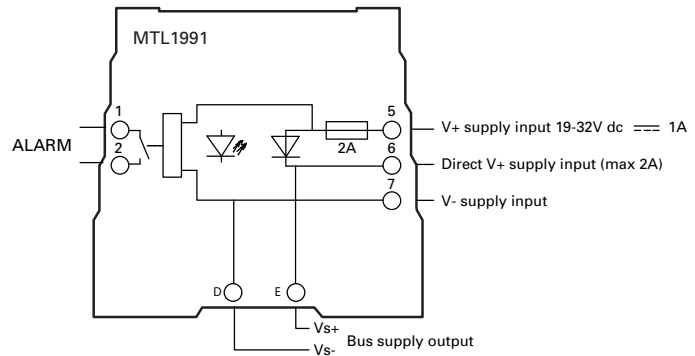 MTL1991
1
ALARM
2
5
V+ supply input 19-32V dc 1A
2A
6
Direct V+ supply input (max 2A)
7
V- supply input
D
E
Vs+
Bus supply output
Vs-